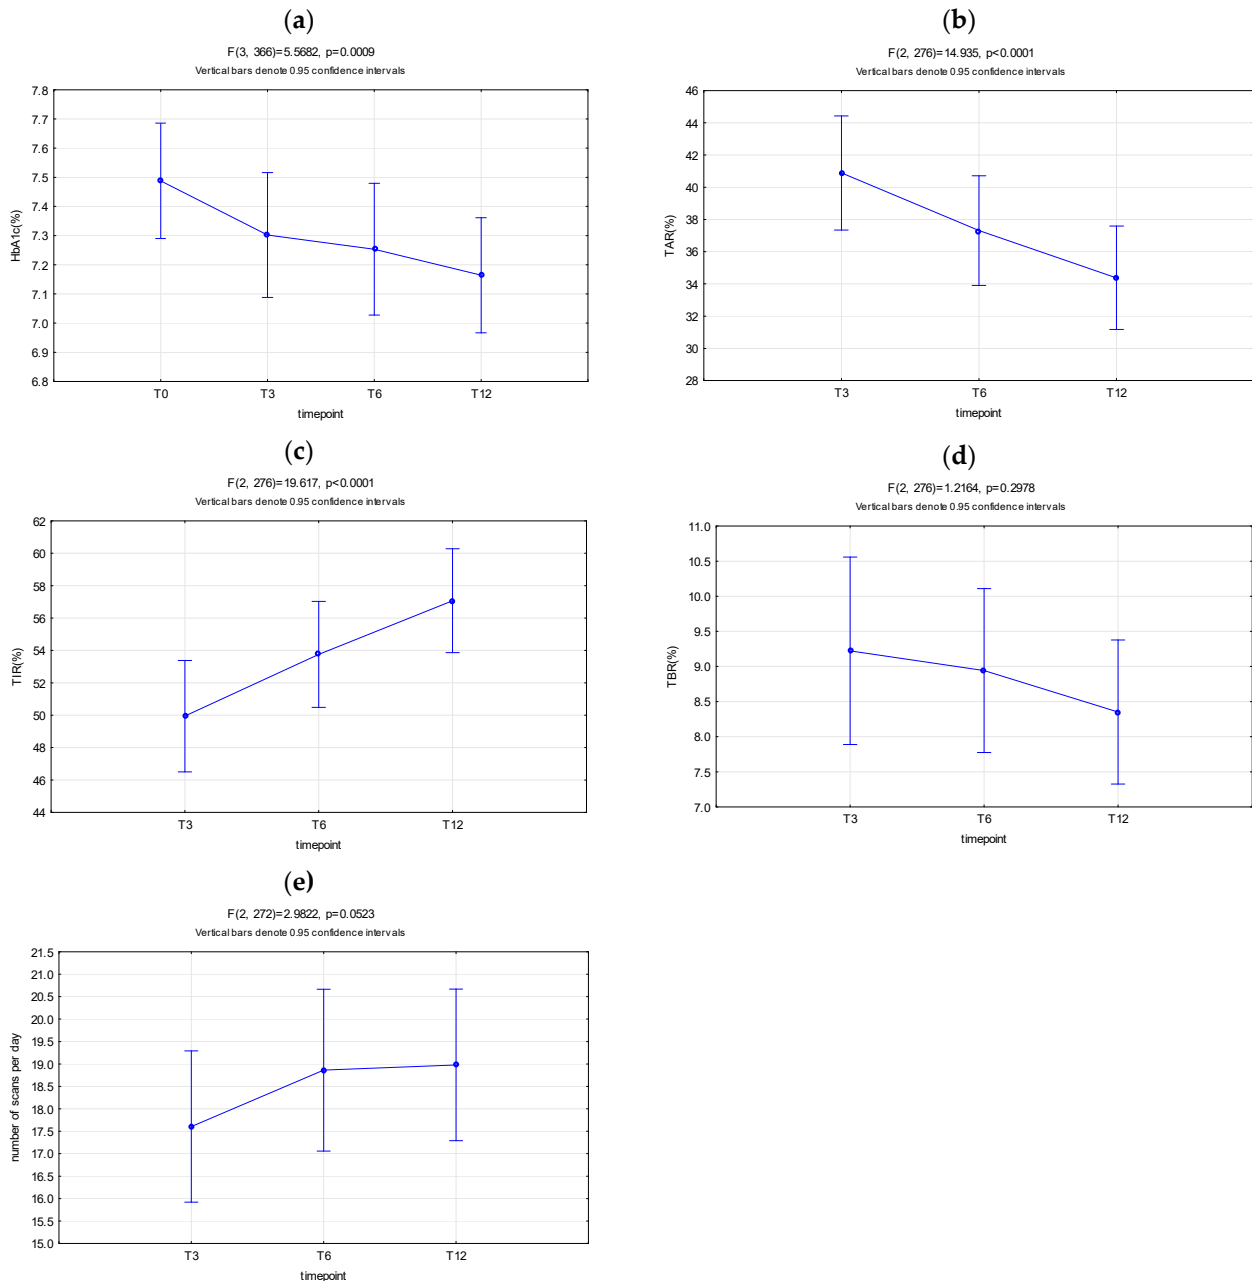 (a)
F(3, 366)=5.5682, p=0.0009
Vertical bars denote 0.95 confidence intervals
7.8
7.7
7.6
7.5
7.4
7.3
7.2
7.1
7.0
6.9
6.8
HbA1c(%)
T0 T3 T6 T12
timepoint
(b)
F(2, 276)=14.935, p<0.0001
Vertical bars denote 0.95 confidence intervals
46
44
42
40
38
36
34
32
30
28
TAR(%)
T3 T6 T12
timepoint
(c)
F(2, 276)=19.617, p<0.0001
Vertical bars denote 0.95 confidence intervals
62
60
58
56
54
52
50
48
46
44
TIR(%)
T3 T6 T12
timepoint
(d)
F(2, 276)=1.2164, p=0.2978
Vertical bars denote 0.95 confidence intervals
11.0
10.5
10.0
9.5
9.0
8.5
8.0
7.5
7.0
TBR(%)
T3 T6 T12
timepoint
(e)
F(2, 272)=2.9822, p=0.0523
Vertical bars denote 0.95 confidence intervals
21.5
21.0
20.5
20.0
19.5
19.0
18.5
18.0
17.5
17.0
16.5
16.0
15.5
15.0
number of scans per day
T3 T6 T12
timepoint